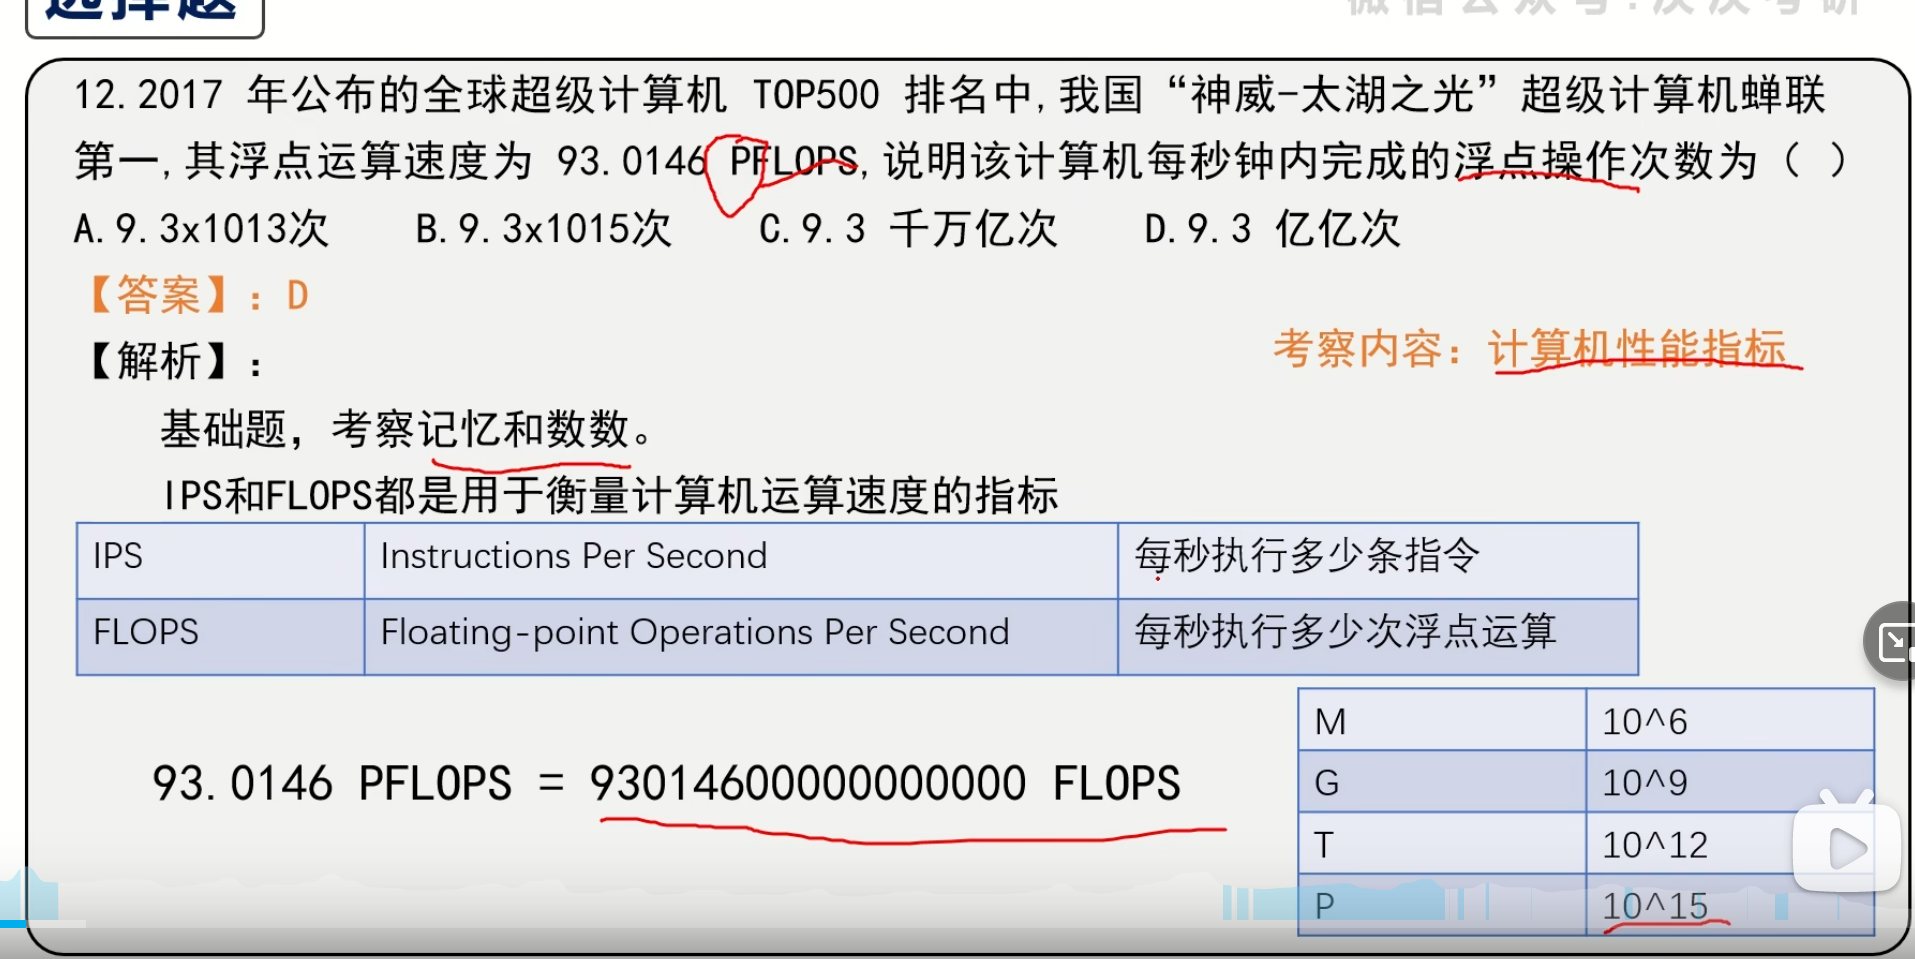 选择题
微信公众号:
12.2017 年公布的全球超级计算机 TOP500 排名中,我国“神威-太湖之光”超级计算机蝉联
第一,其浮点运算速度为 93.0146 PFLOPS,说明该计算机每秒钟内完成的浮点操作次数为（ ）
A.9.3x1013次 B.9.3x1015次 C.9.3 千万亿次 D.9.3 亿亿次
【答案】：D
【解析】：
考察内容：计算机性能指标
基础题，考察记忆和数数。
IPS和FLOPS都是用于衡量计算机运算速度的指标
IPS Instructions Per Second 每秒执行多少条指令
FLOPS Floating-point Operations Per Second 每秒执行多少次浮点运算
93.0146 PFLOPS = 93014600000000000 FLOPS
M 10^6
G 10^9
T 10^12
P 10^15